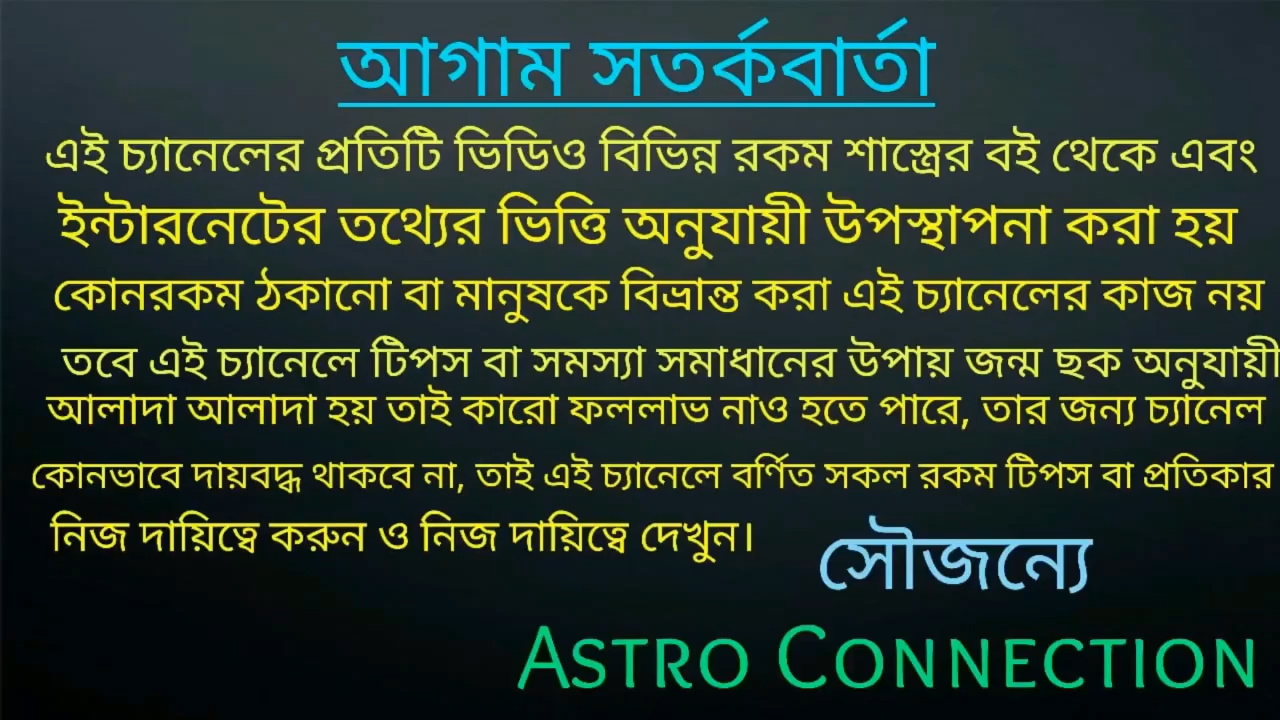 আগাম সতর্কবার্তা
এই চ্যানেলের প্রতিটি ভিডিও বিভিন্ন রকম শাস্ত্রের বই থেকে এবং
ইন্টারনেটের তথ্যের ভিত্তি অনুযায়ী উপস্থাপনা করা হয়
কোনরকম ঠকানো বা মানুষকে বিভ্রান্ত করা এই চ্যানেলের কাজ নয়
তবে এই চ্যানেলে টিপস বা সমস্যা সমাধানের উপায় জন্ম ছক অনুযায়ী
আলাদা আলাদা হয় তাই কারো ফললাভ নাও হতে পারে, তার জন্য চ্যানেল
কোনভাবে দায়বদ্ধ থাকবে না, তাই এই চ্যানেলে বর্ণিত সকল রকম টিপস বা প্রতিকার
নিজ দায়িত্বে করুন ও নিজ দায়িত্বে দেখুন।
সৌজন্যে
ASTRO CONNECTION